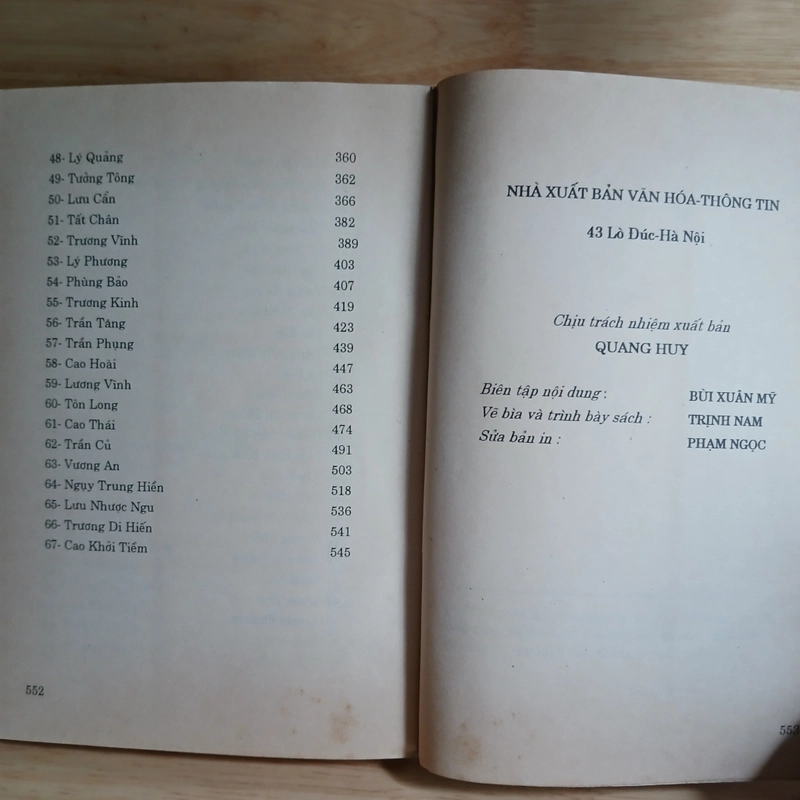 48- Lý Quảng 360
49- Tưởng Tông 362
50- Lưu Cẩn 366
51- Tất Chân 382
52- Trương Vĩnh 389
53- Lý Phương 403
54- Phùng Bảo 407
55- Trương Kinh 419
56- Trần Tăng 423
57- Trần Phụng 439
58- Cao Hoài 447
59- Lương Vĩnh 463
60- Tôn Long 468
61- Cao Thái 474
62- Trần Củ 491
63- Vương An 503
64- Ngụy Trung Hiền 518
65- Lưu Nhược Ngu 536
66- Trương Di Hiến 541
67- Cao Khởi Tiềm 545
552
NHÀ XUẤT BẢN VĂN HÓA-THÔNG TIN
43 Lò Đúc-Hà Nội
Chịu trách nhiệm xuất bản
QUANG HUY
Biên tập nội dung : BÙI XUÂN MỸ
Vẽ bìa và trình bày sách : TRỊNH NAM
Sửa bản in : PHẠM NGỌC
553